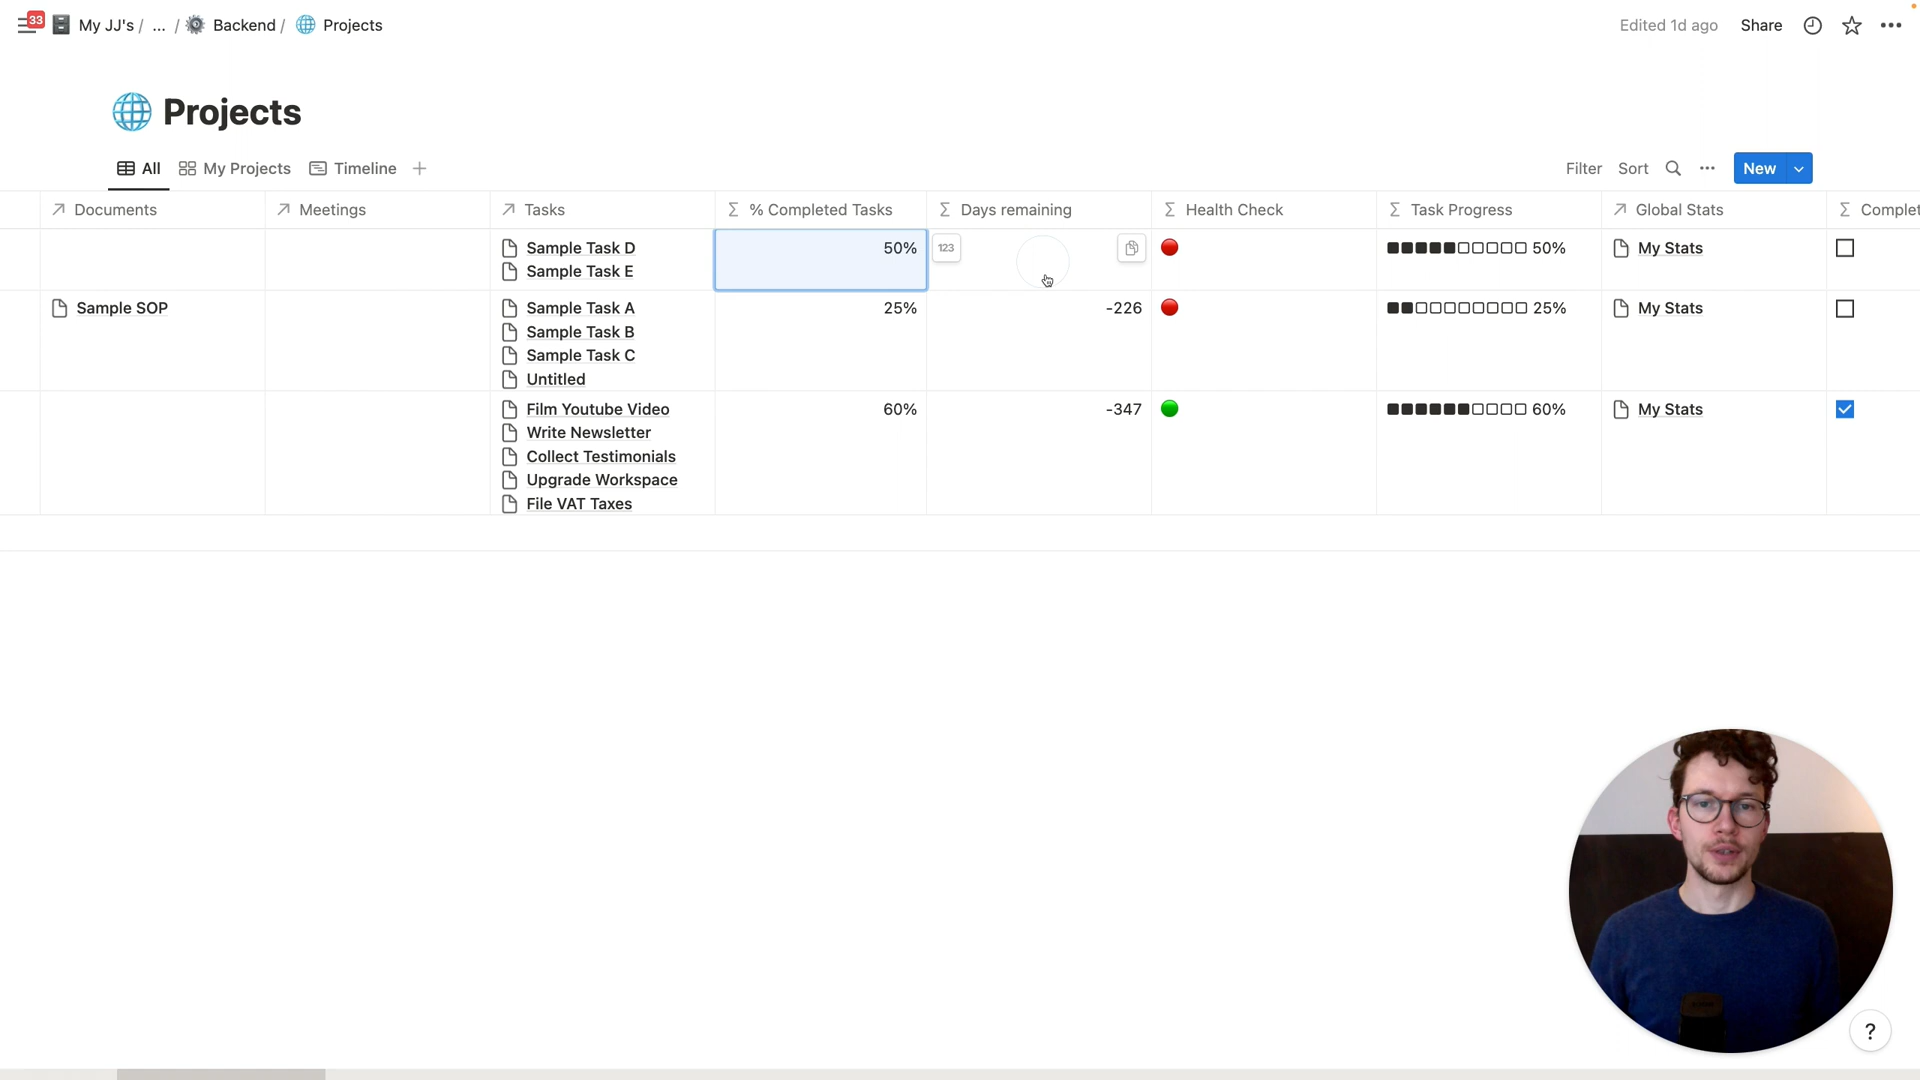 33 My JJ's / ... / Backend / Projects
Edited 1d ago Share
Projects
All My Projects Timeline
Filter Sort New
Documents Meetings Tasks Σ % Completed Tasks Σ Days remaining Σ Health Check Σ Task Progress Global Stats Σ Complet
Sample Task D 50% 123 50% My Stats
Sample Task E
Sample SOP Sample Task A 25% -226 25% My Stats
Sample Task B
Sample Task C
Untitled
Film Youtube Video 60% -347 60% My Stats
Write Newsletter
Collect Testimonials
Upgrade Workspace
File VAT Taxes
?